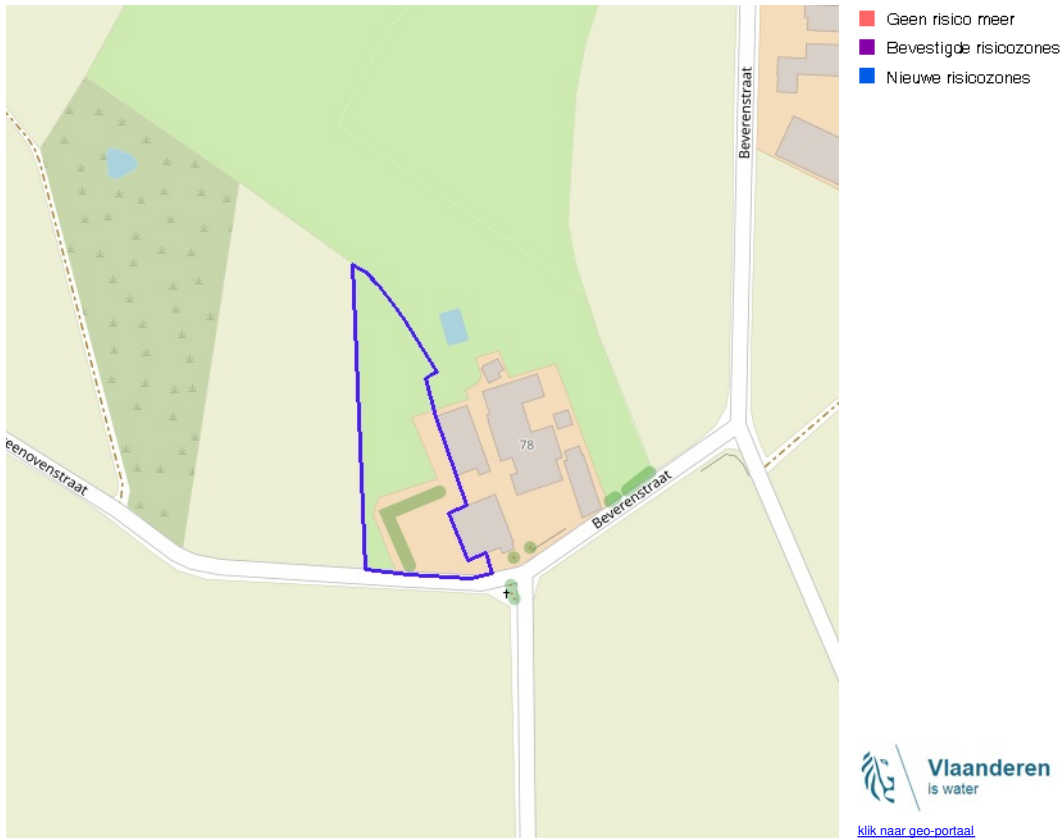 Geen risico meer
Bevestigde risicozones
Nieuwe risicozones
Beverenstraat
78
eenovenstraat
Beverenstraat
Vlaanderen
is water
klik naar geo-portaal